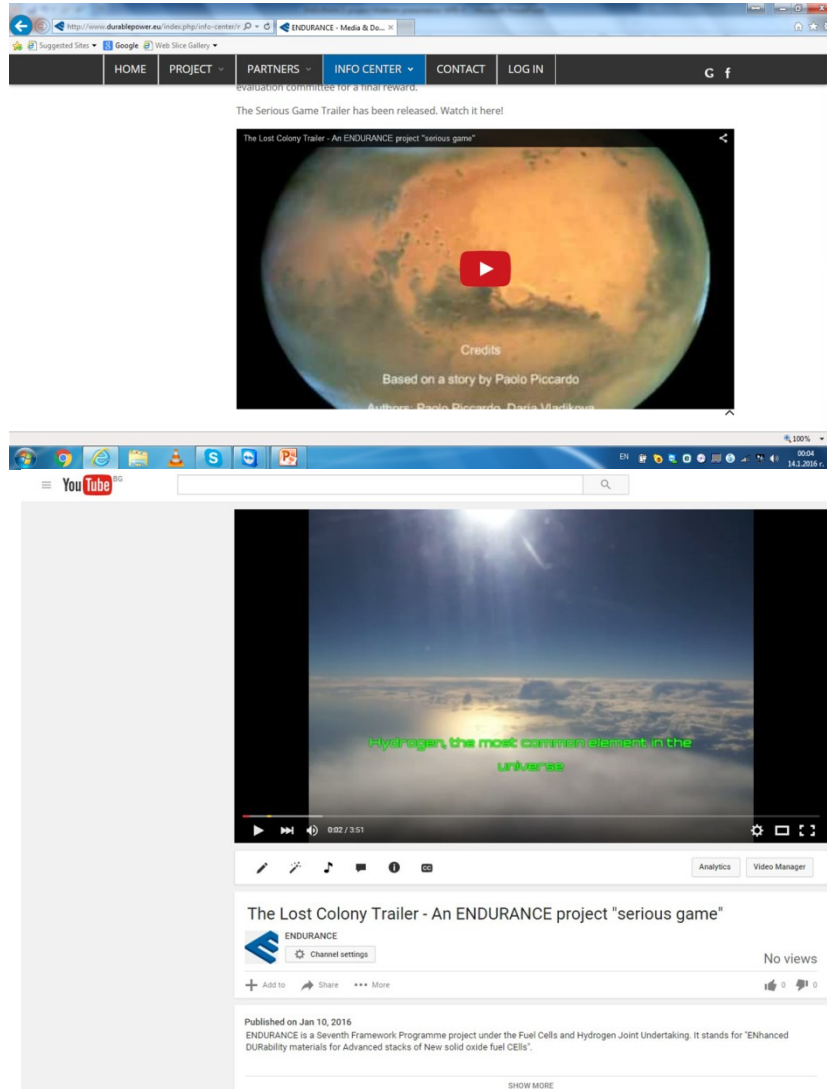 http://www.durablepower.eu/index.php/info-center/r
ENDURANCE - Media & Do...
Suggested Sites
Google
Web Slice Gallery
HOME PROJECT PARTNERS INFO CENTER CONTACT LOG IN G f
evaluation committee for a final reward.
The Serious Game Trailer has been released. Watch it here!
The Lost Colony Trailer - An ENDURANCE project "serious game"
Credits
Based on a story by Paolo Piccardo
Authors: Paolo Piccardo, Daria Vladikova
100%
EN 00:04
14.1.2016 г.
YouTube BG
Hydrogen, the most common element in the
universe
0:02 / 3:51
CC
Analytics Video Manager
The Lost Colony Trailer - An ENDURANCE project "serious game"
ENDURANCE
Channel settings
No views
Add to Share More 0 0
Published on Jan 10, 2016
ENDURANCE is a Seventh Framework Programme project under the Fuel Cells and Hydrogen Joint Undertaking. It stands for "ENhanced
DURability materials for Advanced stacks of New solid oxide fuel CElls".
SHOW MORE